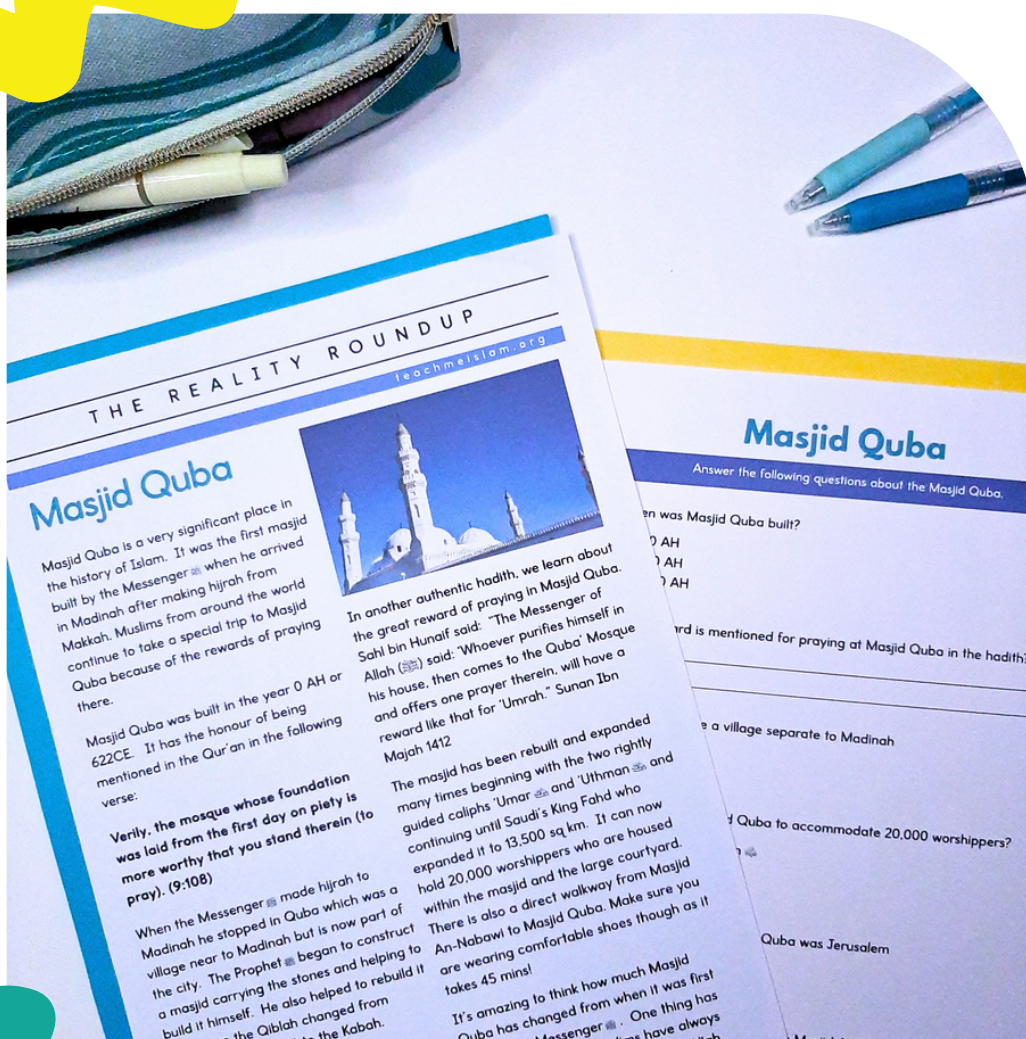 THE REALITY ROUNDUP
teachmeislam.org
Masjid Quba
Masjid Quba is a very significant place in
the history of Islam. It was the first masjid
built by the Messenger ﷺ when he arrived
in Madinah after making hijrah from
Makkah. Muslims from around the world
continue to take a special trip to Masjid
Quba because of the rewards of praying
there.
Masjid Quba was built in the year 0 AH or
622CE. It has the honour of being
mentioned in the Qur'an in the following
verse:
Verily, the mosque whose foundation
was laid from the first day on piety is
more worthy that you stand therein (to
pray). (9:108)
When the Messenger ﷺ made hijrah to
Madinah he stopped in Quba which was a
village near to Madinah but is now part of
the city. The Prophet ﷺ began to construct
a masjid carrying the stones and helping to
build it himself. He also helped to rebuild it
the Qiblah changed from
the Kabah.
In another authentic hadith, we learn about
the great reward of praying in Masjid Quba.
Sahl bin Hunaif said: "The Messenger of
Allah (ﷺ) said: 'Whoever purifies himself in
his house, then comes to the Quba' Mosque
and offers one prayer therein, will have a
reward like that for 'Umrah." Sunan Ibn
Majah 1412
The masjid has been rebuilt and expanded
many times beginning with the two rightly
guided caliphs 'Umar and 'Uthman and
continuing until Saudi's King Fahd who
expanded it to 13,500 sq km. It can now
hold 20,000 worshippers who are housed
within the masjid and the large courtyard.
There is also a direct walkway from Masjid
An-Nabawi to Masjid Quba. Make sure you
are wearing comfortable shoes though as it
takes 45 mins!
It's amazing to think how much Masjid
Quba has changed from when it was first
Messenger ﷺ. One thing has
have always
Masjid Quba
Answer the following questions about the Masjid Quba.
was Masjid Quba built?
AH
AH
AH
is mentioned for praying at Masjid Quba in the hadith?
a village separate to Madinah
Quba to accommodate 20,000 worshippers?
Quba was Jerusalem